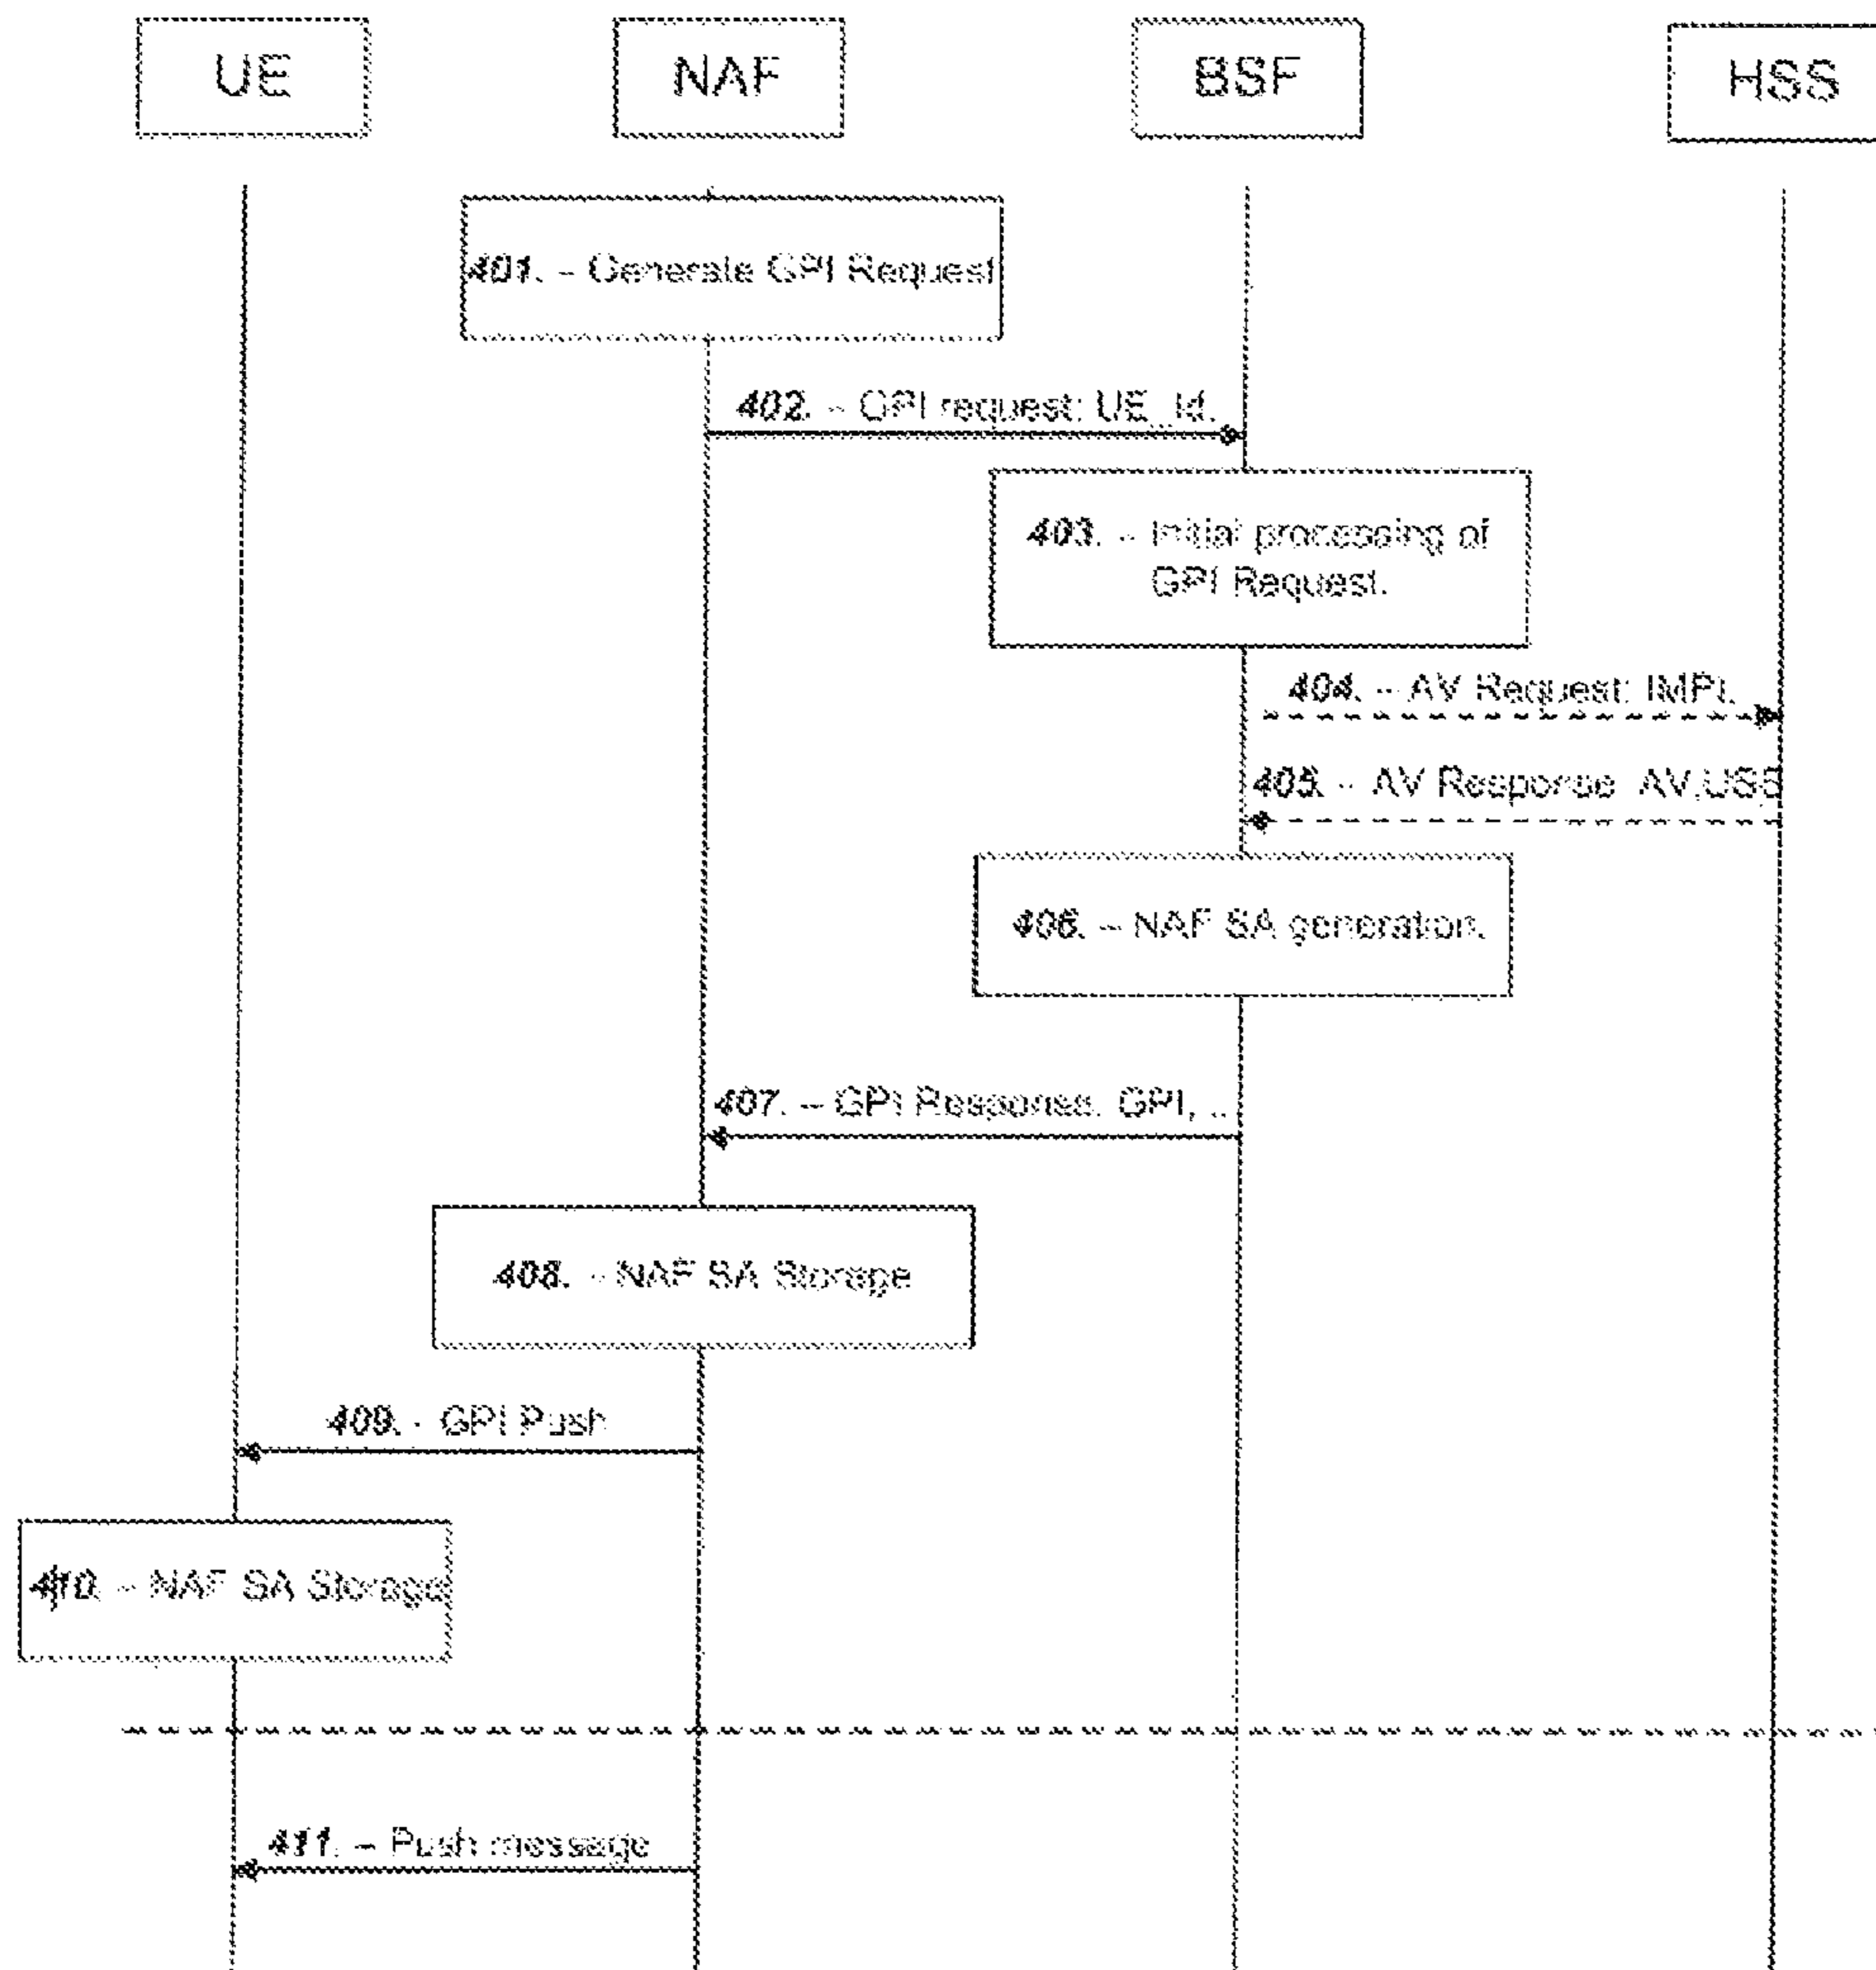 UE
NAF
BSF
HSS
401. – Generate GPI Request
402. – GPI request: UE_Id.
403. – Initial processing of
GPI Request.
404. – AV Request: IMPI.
405. – AV Response AV,USS
406. – NAF SA generation.
407. – GPI Response. GPI, ..
408. – NAF SA Storage
409. - GPI Push
410. – NAF SA Storage
411. – Push message